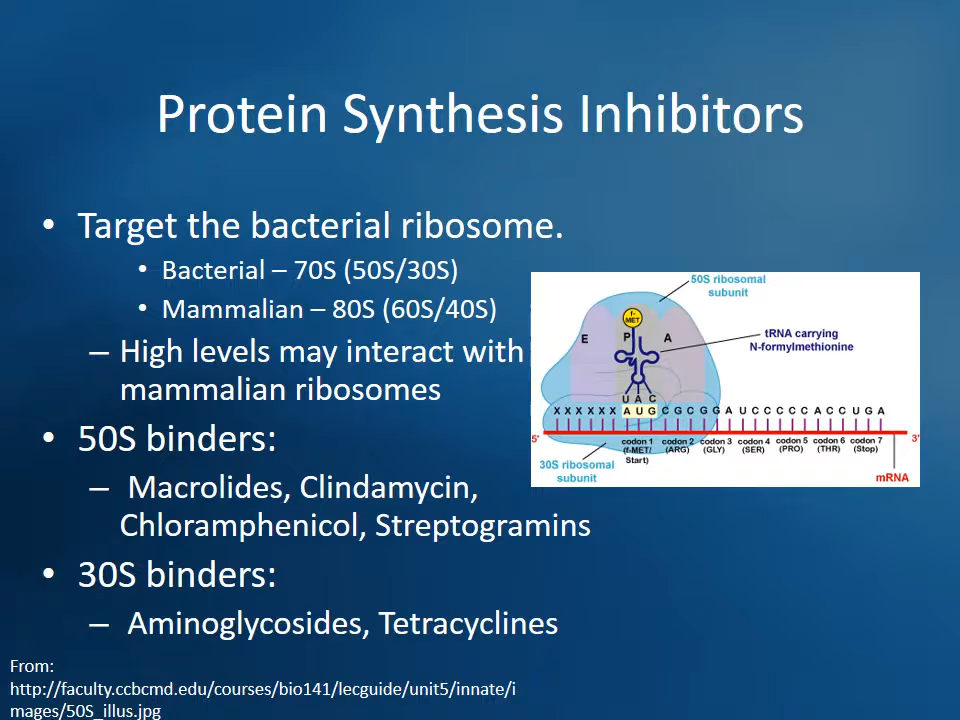 Protein Synthesis Inhibitors
• Target the bacterial ribosome.
• Bacterial – 70S (50S/30S)
• Mammalian – 80S (60S/40S)
– High levels may interact with
mammalian ribosomes
• 50S binders:
– Macrolides, Clindamycin,
Chloramphenicol, Streptogramins
• 30S binders:
– Aminoglycosides, Tetracyclines
50S ribosomal
subunit
f-
MET
E P A
tRNA carrying
N-formylmethionine
U A C
X X X X X X A U G C G C G G A U C C C C C A C C U G A
5' 3'
codon 1 codon 2 codon 3 codon 4 codon 5 codon 6 codon 7
(f-MET/ (ARG) (GLY) (SER) (PRO) (THR) (Stop)
Start)
30S ribosomal
subunit
mRNA
From:
http://faculty.ccbcmd.edu/courses/bio141/lecguide/unit5/innate/i
mages/50S_illus.jpg